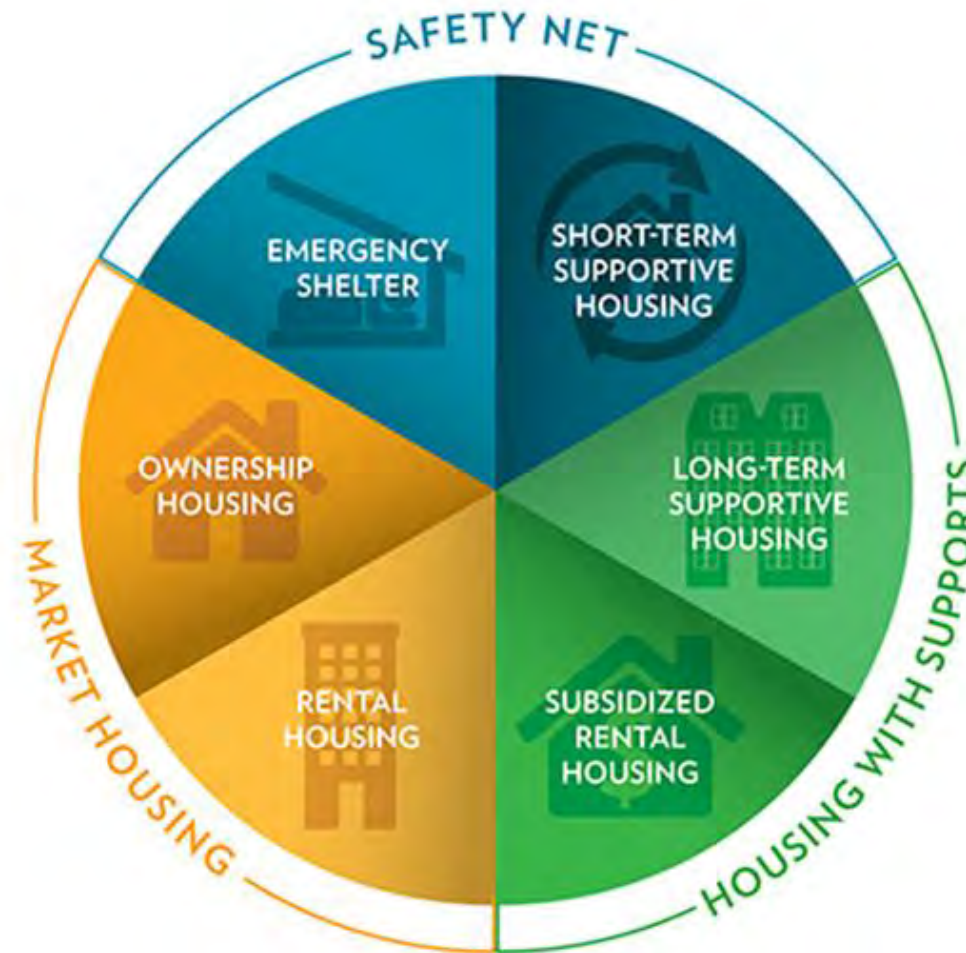 SAFETY NET
EMERGENCY
SHELTER
SHORT-TERM
SUPPORTIVE
HOUSING
OWNERSHIP
HOUSING
LONG-TERM
SUPPORTIVE
HOUSING
RENTAL
HOUSING
SUBSIDIZED
RENTAL
HOUSING
MARKET HOUSING
HOUSING WITH SUPPORTS